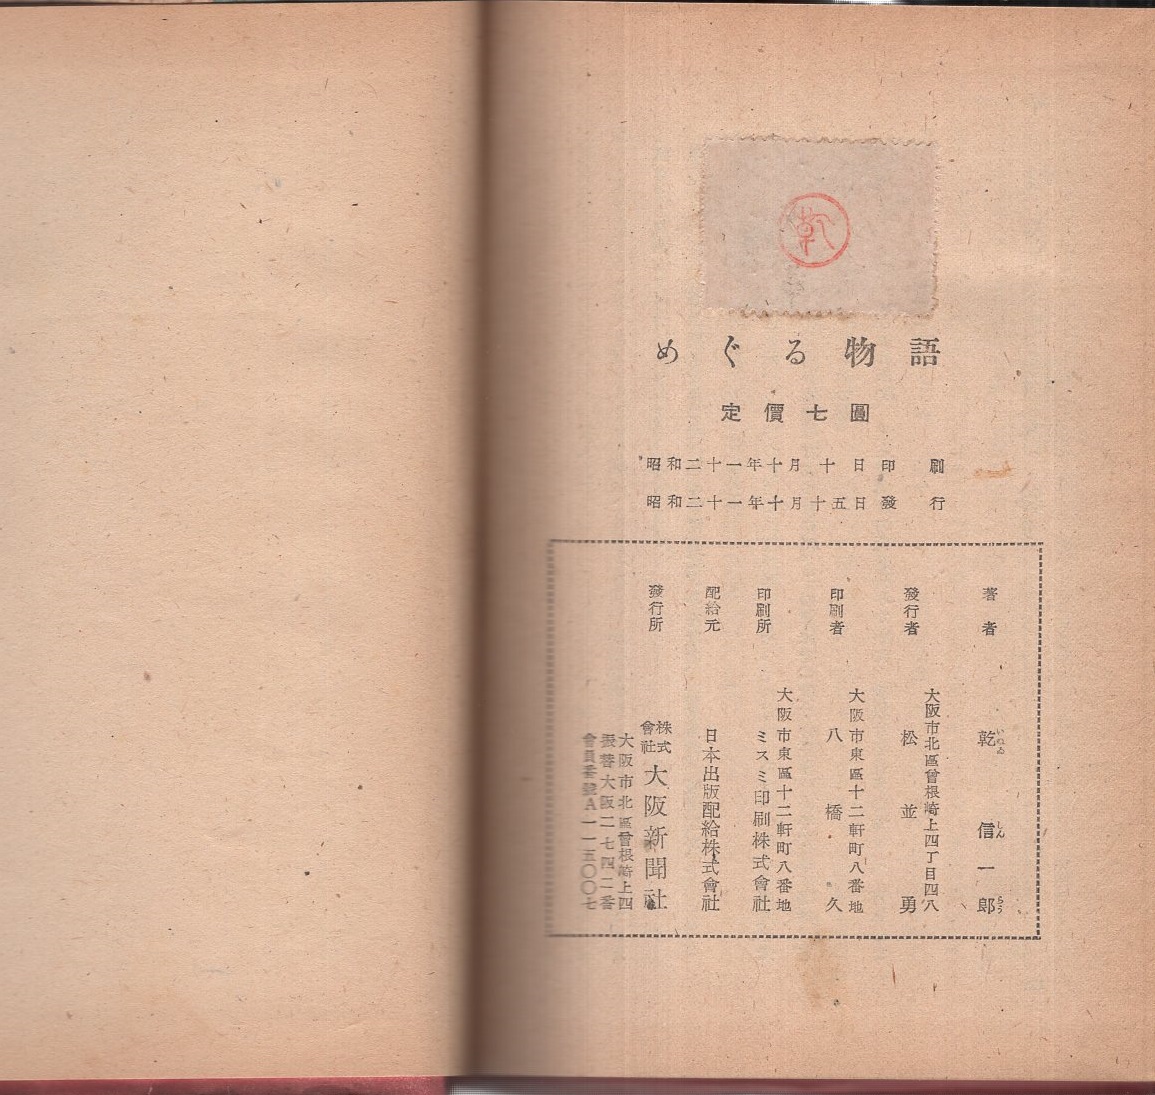 乾
めぐる物語
定價七圓
昭和二十一年十月十日印刷
昭和二十一年十月十五日發行
著者 乾信一郎
いぬゐ しん らう
發行者 大阪市北區曾根崎上四丁目四八
松並勇
印刷者 大阪市東區十二軒町八番地
八橋久
印刷所 大阪市東區十二軒町八番地
ミスミ印刷株式會社
配給元 日本出版配給株式會社
發行所 株式會社 大阪新聞社
大阪市北區曾根崎上四
振替大阪二七四二番
會員番號A一一五〇〇七